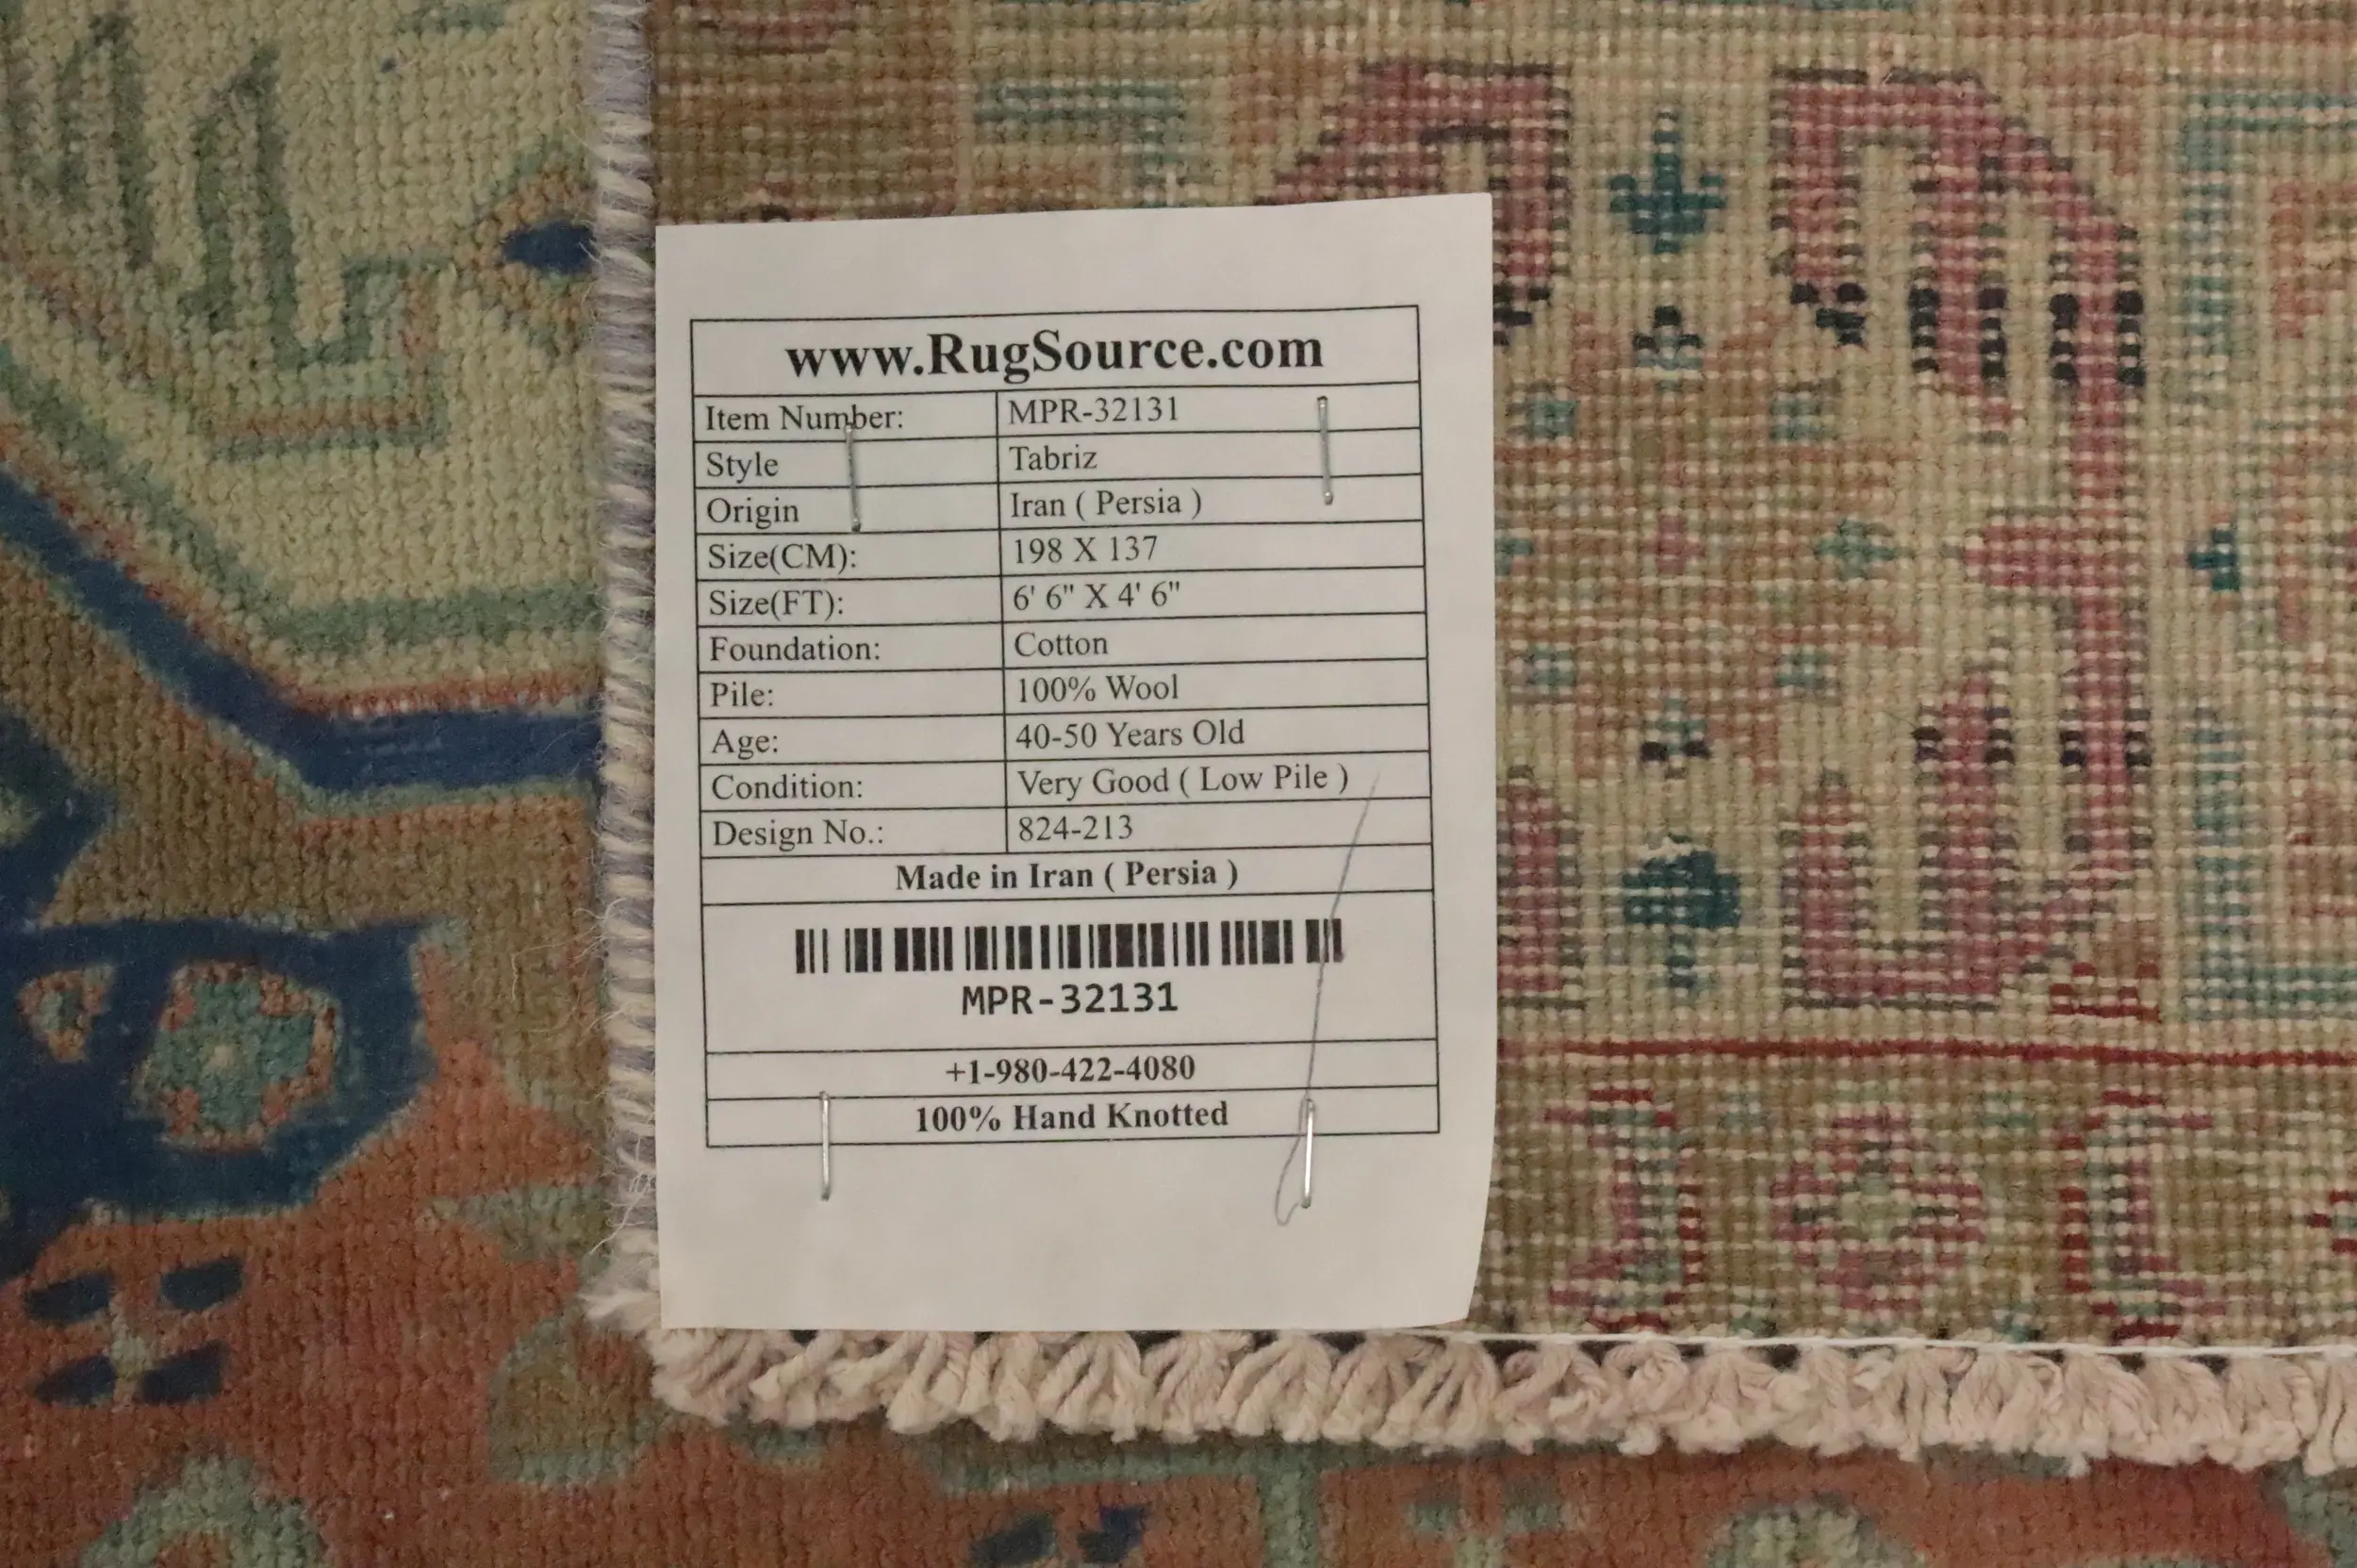 www.RugSource.com
Item Number: MPR-32131
Style Tabriz
Origin Iran ( Persia )
Size(CM): 198 X 137
Size(FT): 6' 6" X 4' 6"
Foundation: Cotton
Pile: 100% Wool
Age: 40-50 Years Old
Condition: Very Good ( Low Pile )
Design No.: 824-213
Made in Iran ( Persia )
MPR-32131
+1-980-422-4080
100% Hand Knotted